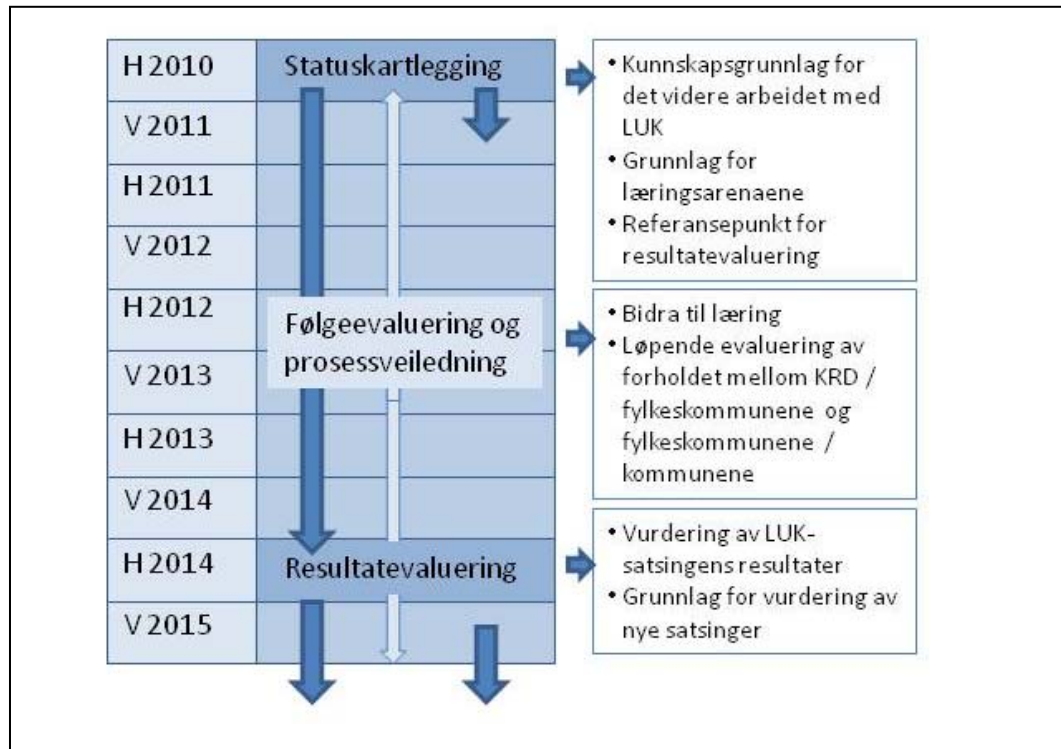 H 2010
Statuskartlegging
V 2011
H 2011
V 2012
H 2012
V 2013
H 2013
V 2014
H 2014
V 2015
Følgeevaluering og
prosessveiledning
Resultatevaluering
• Kunnskapsgrunnlag for
det videre arbeidet med
LUK
• Grunnlag for
læringsarenaene
• Referansepunkt for
resultatevaluering
• Bidra til læring
• Løpende evaluering av
forholdet mellom KRD /
fylkeskommunene og
fylkeskommunene /
kommunene
• Vurdering av LUK-
satsingens resultater
• Grunnlag for vurdering av
nye satsinger